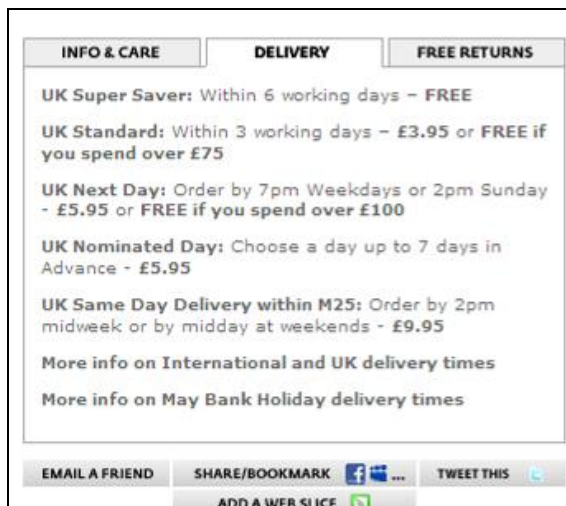 INFO & CARE DELIVERY FREE RETURNS
UK Super Saver: Within 6 working days – FREE
UK Standard: Within 3 working days – £3.95 or FREE if
you spend over £75
UK Next Day: Order by 7pm Weekdays or 2pm Sunday
- £5.95 or FREE if you spend over £100
UK Nominated Day: Choose a day up to 7 days in
Advance - £5.95
UK Same Day Delivery within M25: Order by 2pm
midweek or by midday at weekends - £9.95
More info on International and UK delivery times
More info on May Bank Holiday delivery times
EMAIL A FRIEND SHARE/BOOKMARK ... TWEET THIS
ADD A WEB SLICE